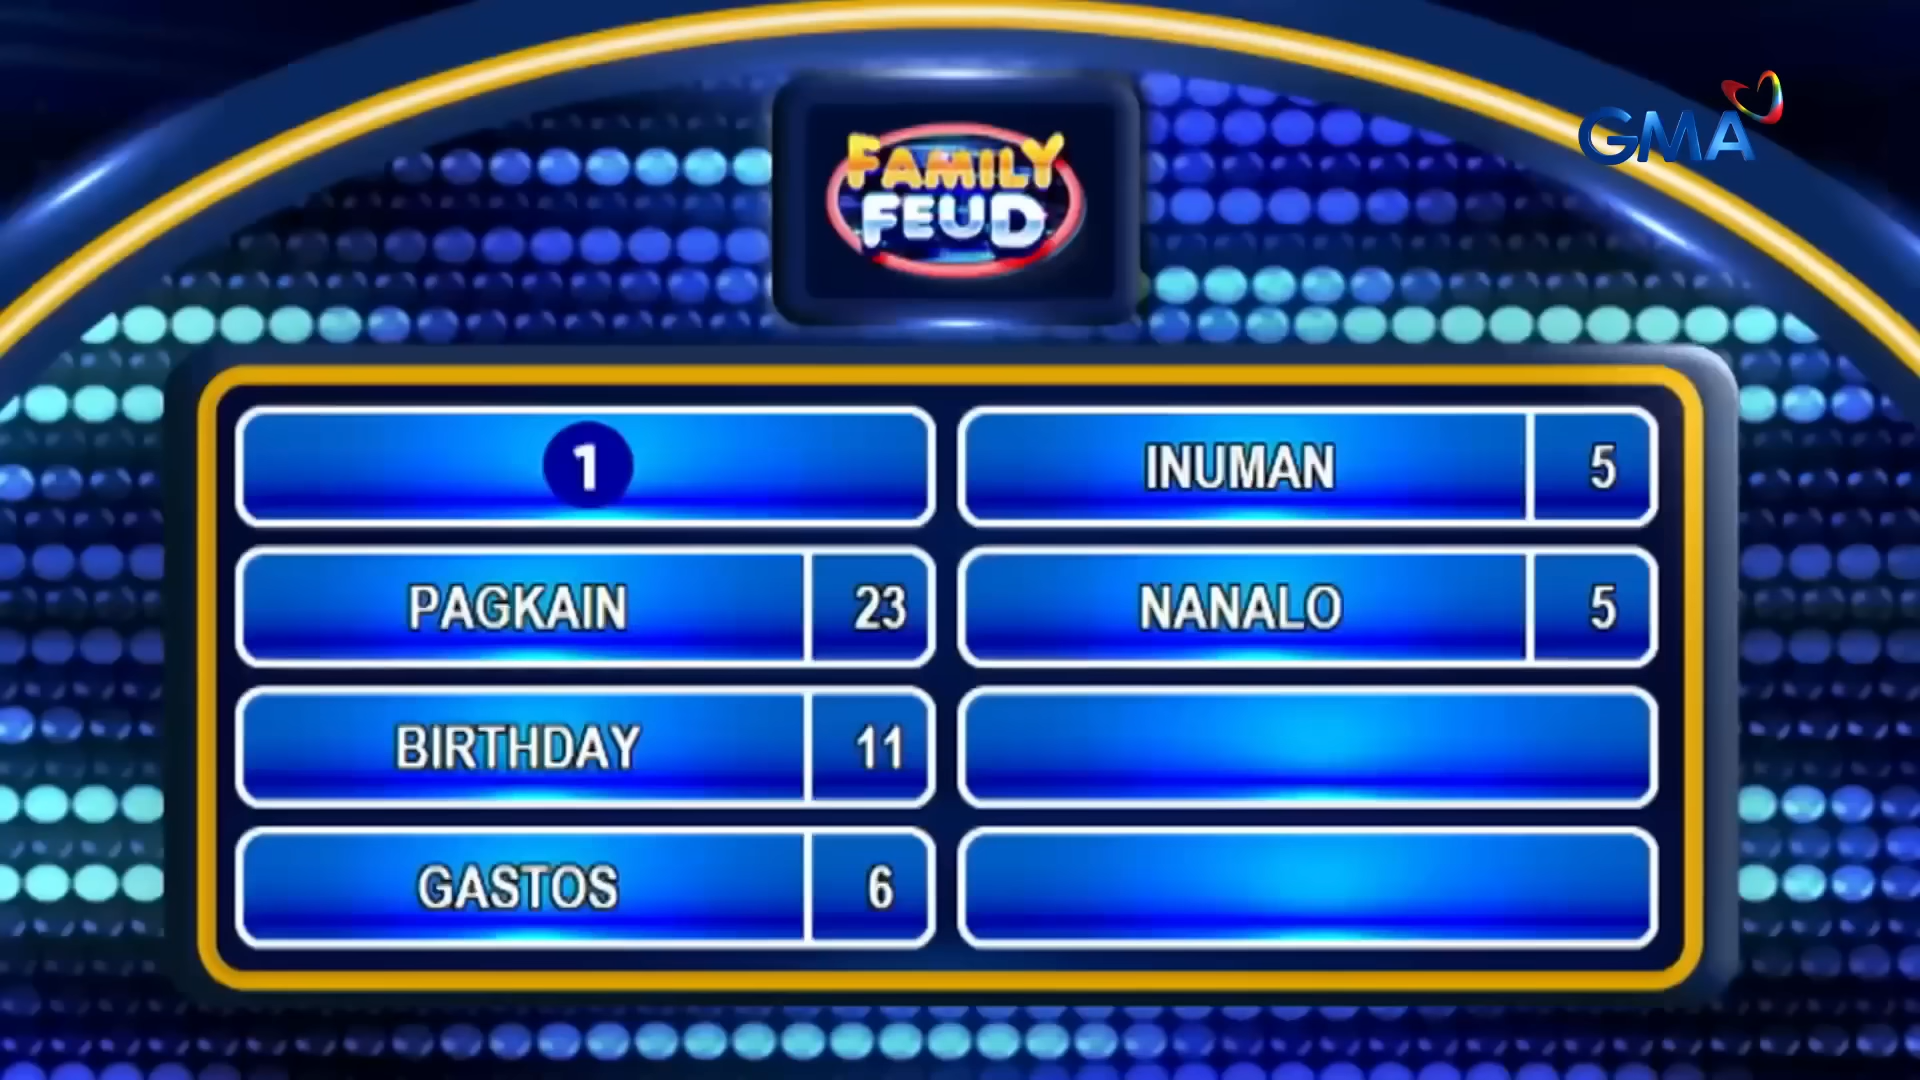 FAMILY
FEUD
GMA
1
PAGKAIN 23
BIRTHDAY 11
GASTOS 6
INUMAN 5
NANALO 5